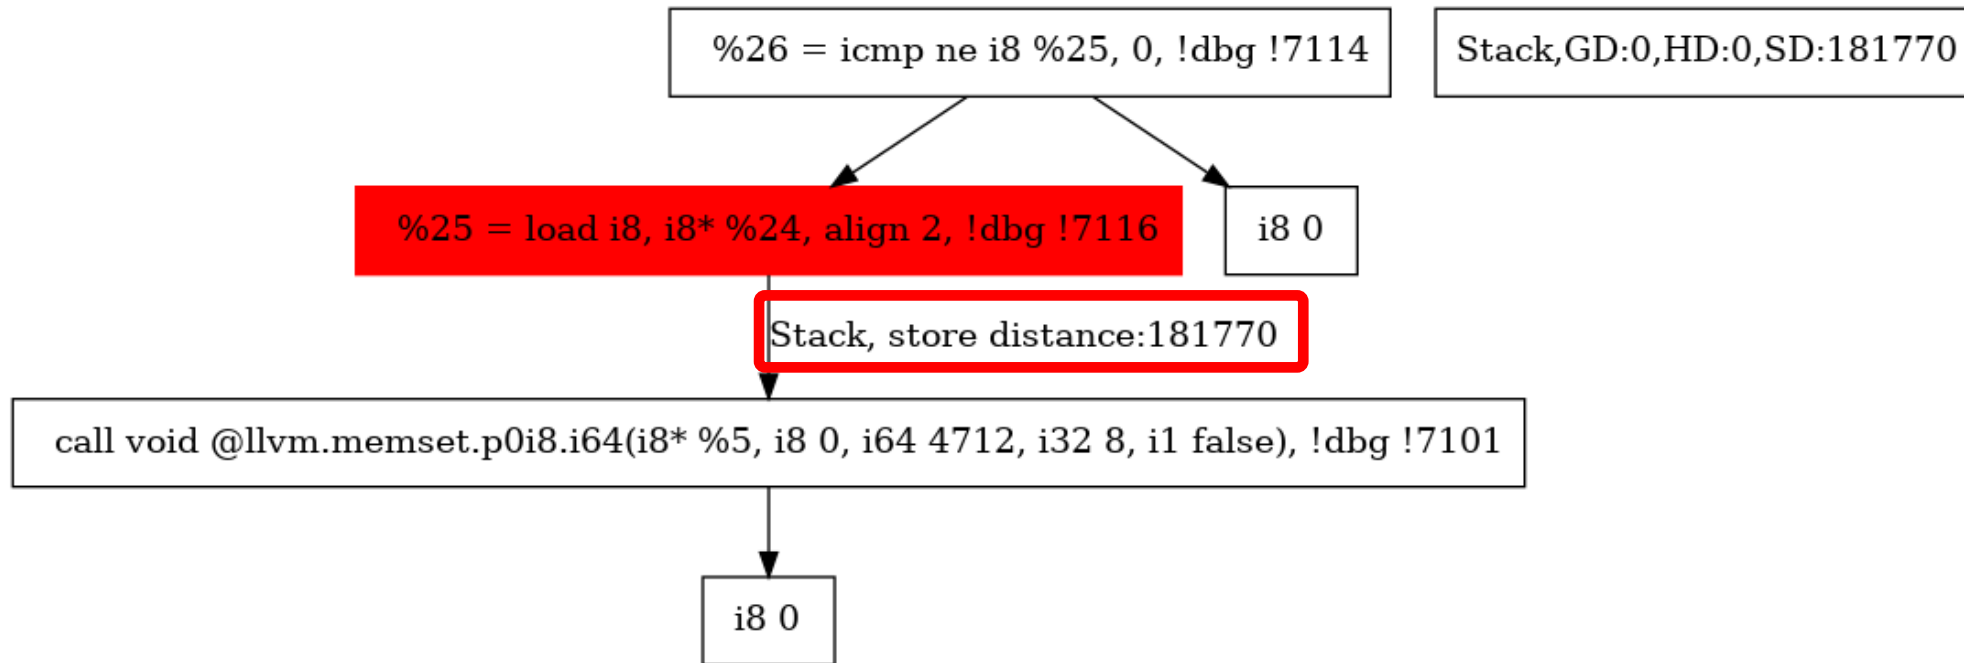 %26 = icmp ne i8 %25, 0, !dbg !7114
Stack,GD:0,HD:0,SD:181770
%25 = load i8, i8* %24, align 2, !dbg !7116
i8 0
Stack, store distance:181770
call void @llvm.memset.p0i8.i64(i8* %5, i8 0, i64 4712, i32 8, i1 false), !dbg !7101
i8 0